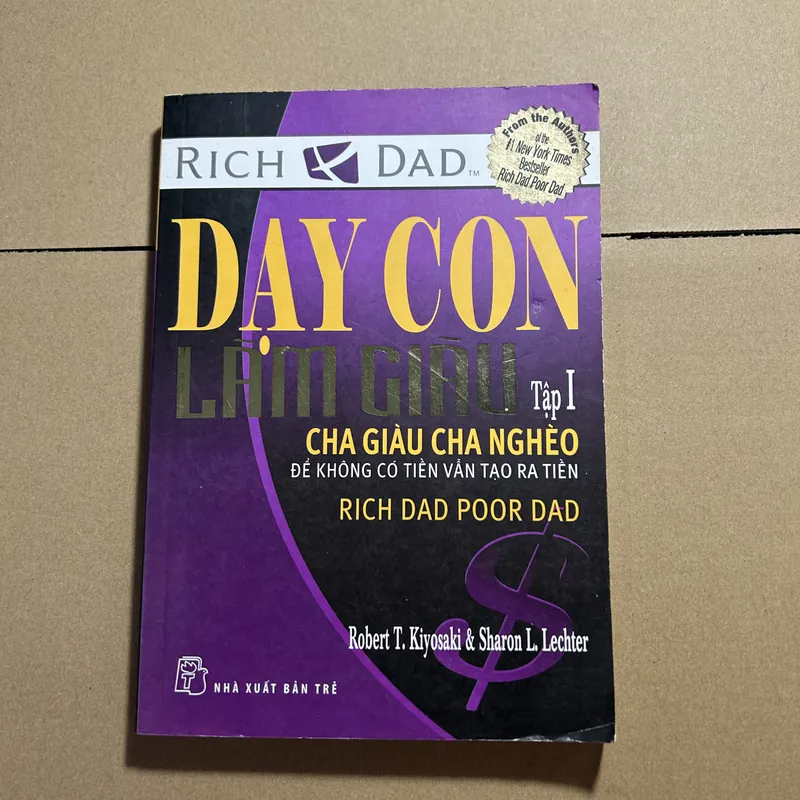 RICH DAD™
From the Authors
of the
#1 New York Times
Bestseller
Rich Dad Poor Dad
DẠY CON
LÀM GIÀU Tập I
CHA GIÀU CHA NGHÈO
ĐỂ KHÔNG CÓ TIỀN VẪN TẠO RA TIỀN
RICH DAD POOR DAD
$
Robert T. Kiyosaki & Sharon L. Lechter
T
NHÀ XUẤT BẢN TRẺ